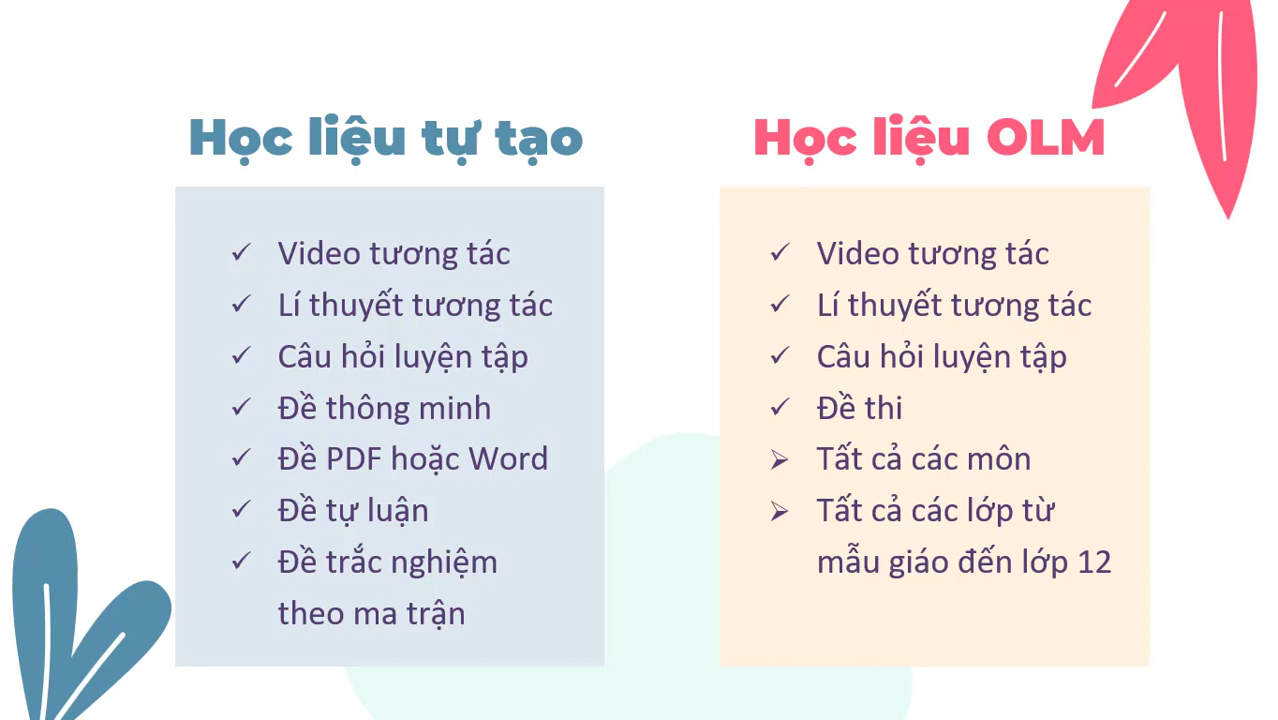 Học liệu tự tạo
✓ Video tương tác
✓ Lí thuyết tương tác
✓ Câu hỏi luyện tập
✓ Đề thông minh
✓ Đề PDF hoặc Word
✓ Đề tự luận
✓ Đề trắc nghiệm
theo ma trận
Học liệu OLM
✓ Video tương tác
✓ Lí thuyết tương tác
✓ Câu hỏi luyện tập
✓ Đề thi
➢ Tất cả các môn
➢ Tất cả các lớp từ
mẫu giáo đến lớp 12